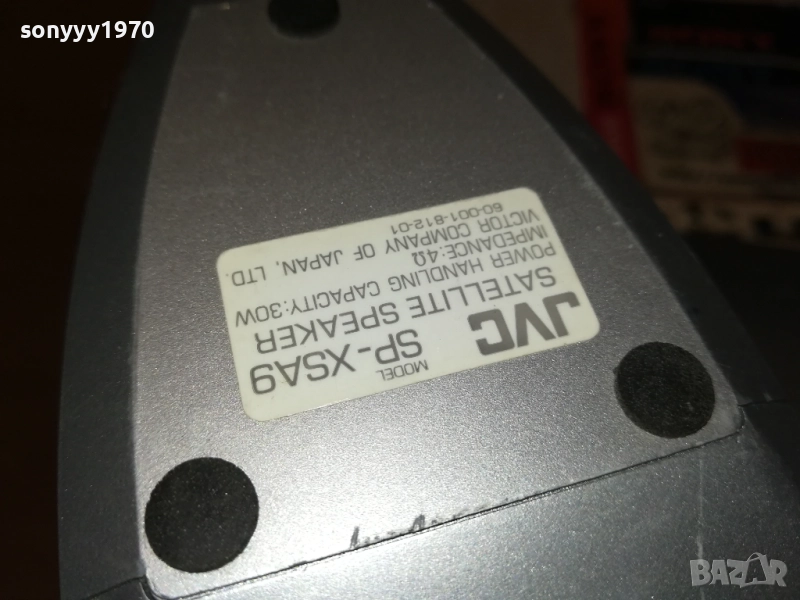 sonyyy1970
JVC MODEL SP-XSA9
SATELLITE SPEAKER
POWER HANDLING CAPACITY:30W
IMPEDANCE:4Ω
VICTOR COMPANY OF JAPAN, LTD.
60-001-812-01
BAZAR